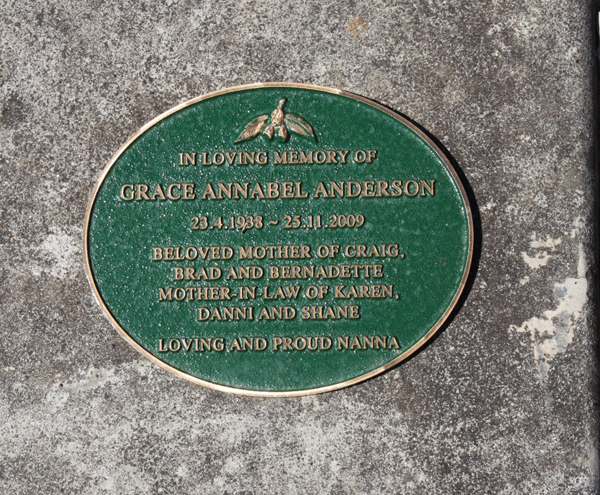 IN LOVING MEMORY OF
GRACE ANNABEL ANDERSON
23.4.1938 ~ 25.11.2009
BELOVED MOTHER OF CRAIG,
BRAD AND BERNADETTE
MOTHER-IN-LAW OF KAREN,
DANNI AND SHANE
LOVING AND PROUD NANNA